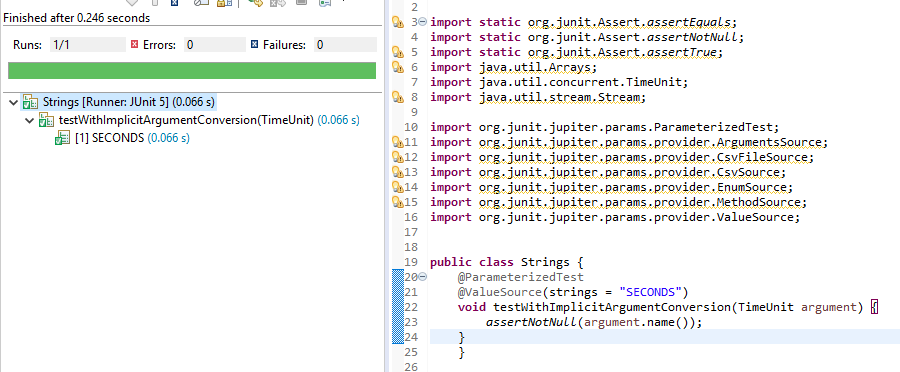 Finished after 0.246 seconds
Runs: 1/1 Errors: 0 Failures: 0
Strings [Runner: JUnit 5] (0.066 s)
testWithImplicitArgumentConversion(TimeUnit) (0.066 s)
[1] SECONDS (0.066 s)
2
3 import static org.junit.Assert.assertEquals;
4 import static org.junit.Assert.assertNotNull;
5 import static org.junit.Assert.assertTrue;
6 import java.util.Arrays;
7 import java.util.concurrent.TimeUnit;
8 import java.util.stream.Stream;
9
10 import org.junit.jupiter.params.ParameterizedTest;
11 import org.junit.jupiter.params.provider.ArgumentsSource;
12 import org.junit.jupiter.params.provider.CsvFileSource;
13 import org.junit.jupiter.params.provider.CsvSource;
14 import org.junit.jupiter.params.provider.EnumSource;
15 import org.junit.jupiter.params.provider.MethodSource;
16 import org.junit.jupiter.params.provider.ValueSource;
17
18
19 public class Strings {
20 @ParameterizedTest
21 @ValueSource(strings = "SECONDS")
22 void testWithImplicitArgumentConversion(TimeUnit argument) {
23 assertNotNull(argument.name());
24 }
25 }
26